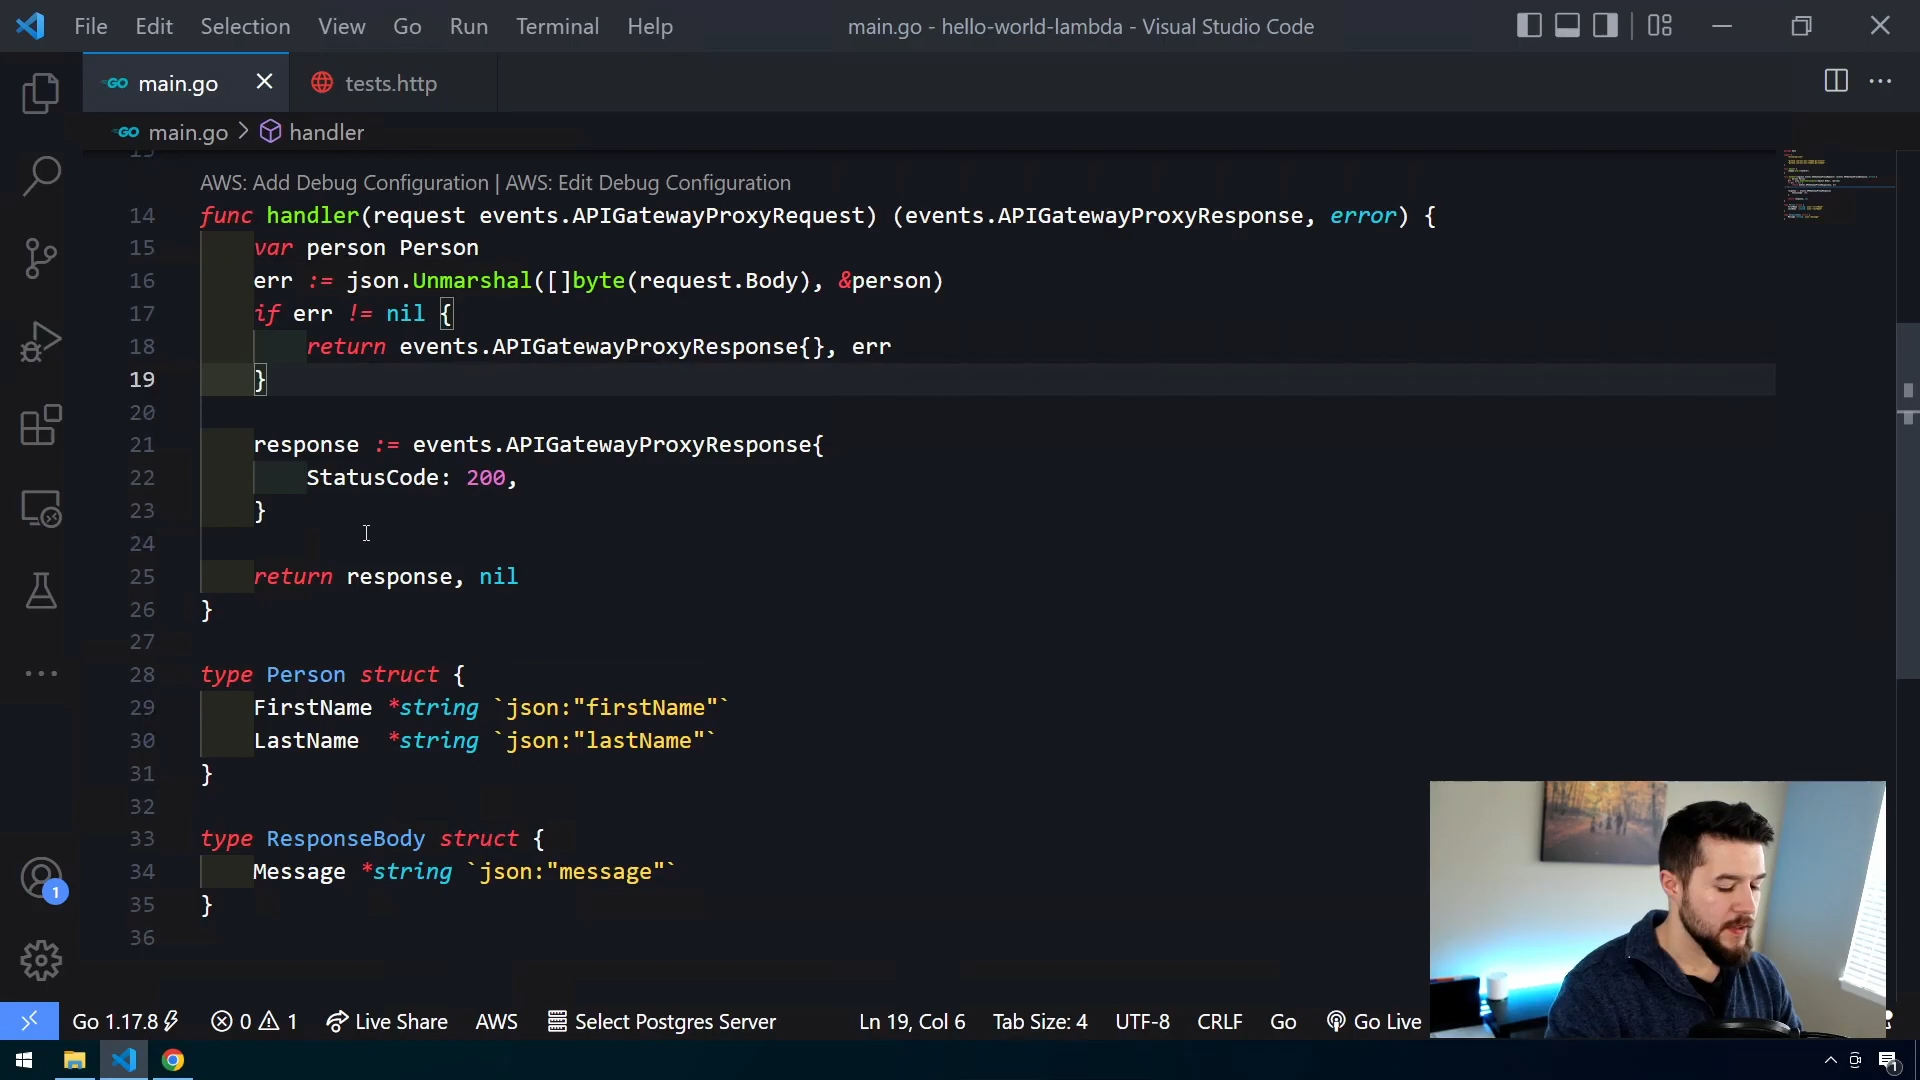 File Edit Selection View Go Run Terminal Help main.go - hello-world-lambda - Visual Studio Code
GO main.go tests.http
GO main.go > handler
AWS: Add Debug Configuration | AWS: Edit Debug Configuration
14 func handler(request events.APIGatewayProxyRequest) (events.APIGatewayProxyResponse, error) {
15 var person Person
16 err := json.Unmarshal([]byte(request.Body), &person)
17 if err != nil {
18 return events.APIGatewayProxyResponse{}, err
19 }
20
21 response := events.APIGatewayProxyResponse{
22 StatusCode: 200,
23 }
24
25 return response, nil
26 }
27
28 type Person struct {
29 FirstName *string `json:"firstName"`
30 LastName *string `json:"lastName"`
31 }
32
33 type ResponseBody struct {
34 Message *string `json:"message"`
35 }
36
1
Go 1.17.8 0 1 Live Share AWS Select Postgres Server Ln 19, Col 6 Tab Size: 4 UTF-8 CRLF Go Go Live
1